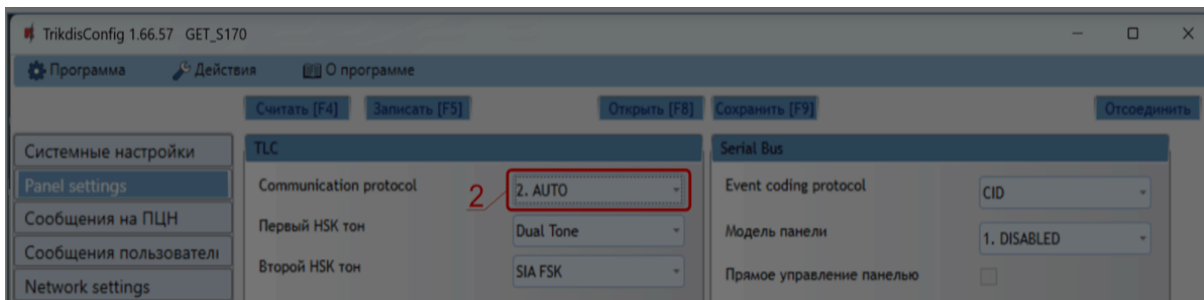 TrikdisConfig 1.66.57 GET_S170
Программа Действия О программе
Считать [F4] Записать [F5] Открыть [F8] Сохранить [F9] Отсоединить
Системные настройки
Panel settings
Сообщения на ПЦН
Сообщения пользовател
Network settings
TLC
Communication protocol 2 2. AUTO
Первый HSK тон Dual Tone
Второй HSK тон SIA FSK
Serial Bus
Event coding protocol CID
Модель панели 1. DISABLED
Прямое управление панелью